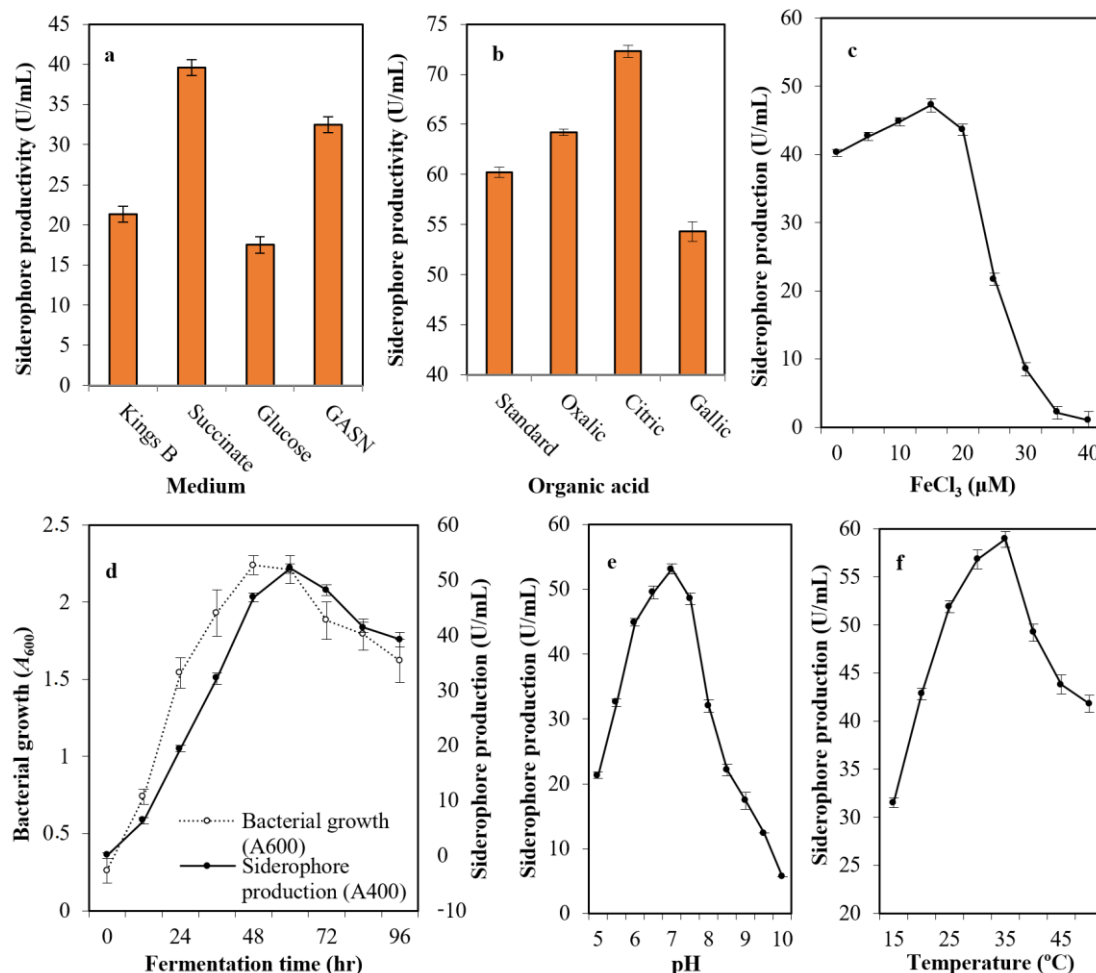 a
Siderophore productivity (U/mL)
45
40
35
30
25
20
15
10
5
0
Kings B
Succinate
Glucose
GASN
Medium
b
Siderophore productivity (U/mL)
75
70
65
60
55
50
45
40
Standard
Oxalic
Citric
Gallic
Organic acid
c
Siderophore production (U/mL)
60
50
40
30
20
10
0
0 10 20 30 40
FeCl₃ (µM)
d
Bacterial growth (A₆₀₀)
2.5
2
1.5
1
0.5
0
0 24 48 72 96
Fermentation time (hr)
Bacterial growth
(A600)
Siderophore
production (A400)
60
50
40
30
20
10
0
-10
Siderophore production (U/mL)
e
Siderophore production (U/mL)
60
50
40
30
20
10
0
5 6 7 8 9 10
pH
f
Siderophore production (U/mL)
60
55
50
45
40
35
30
25
20
15 25 35 45
Temperature (°C)